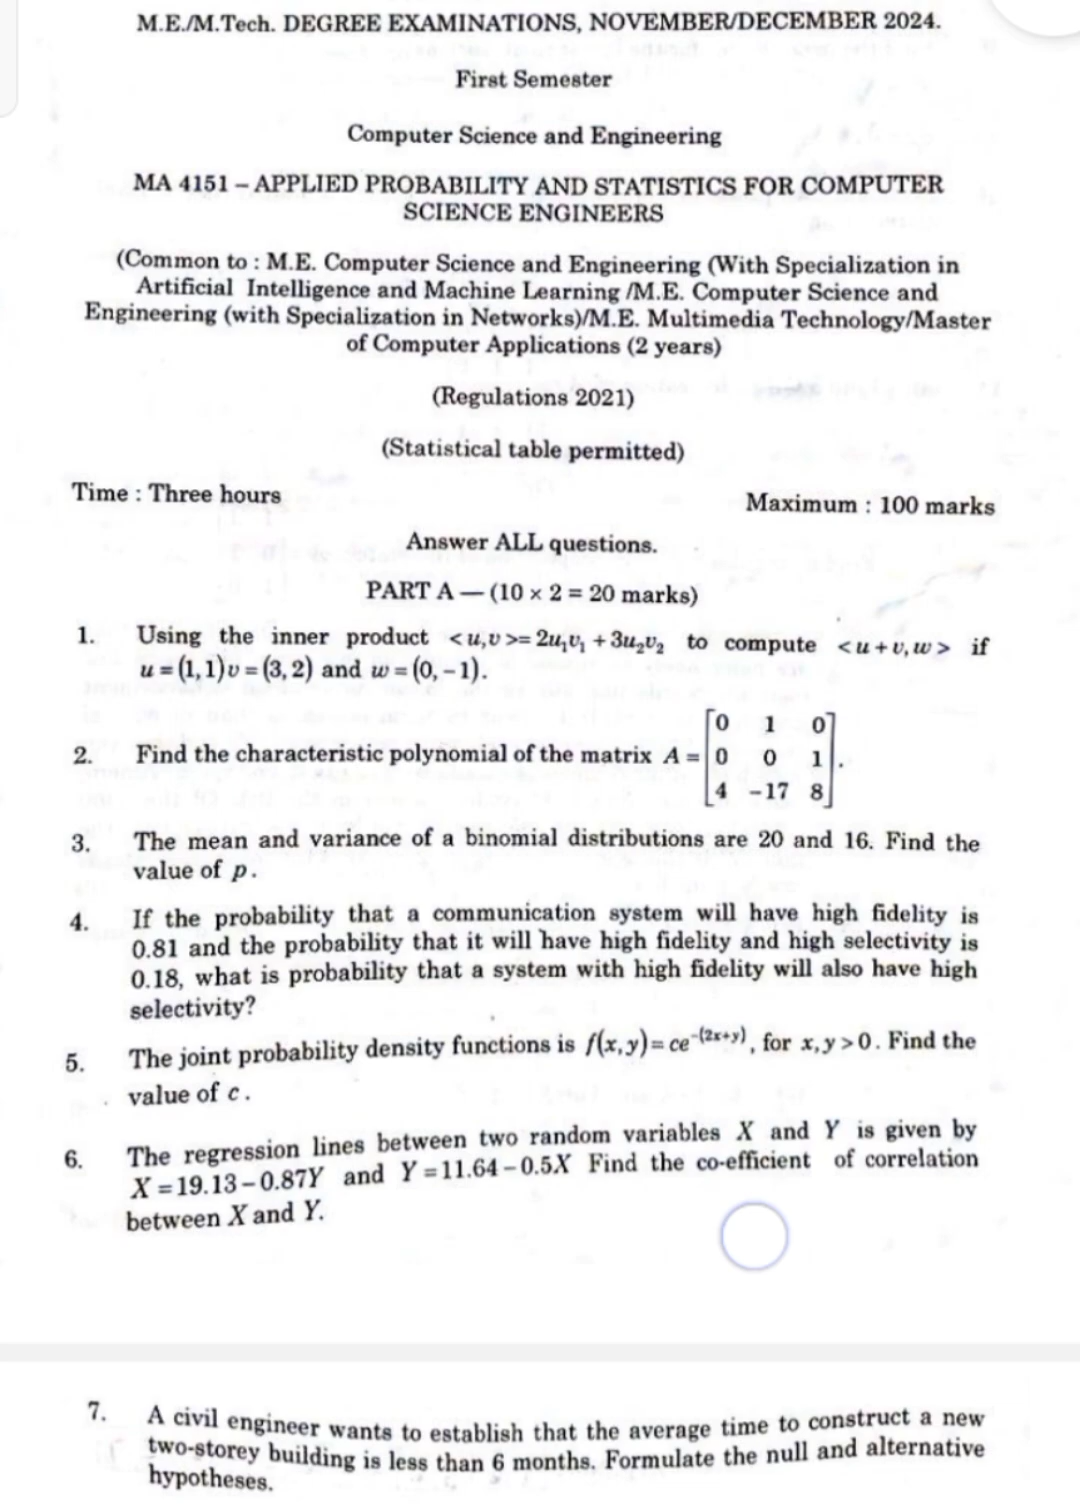 M.E./M.Tech. DEGREE EXAMINATIONS, NOVEMBER/DECEMBER 2024.
First Semester
Computer Science and Engineering
MA 4151 – APPLIED PROBABILITY AND STATISTICS FOR COMPUTER
SCIENCE ENGINEERS
(Common to : M.E. Computer Science and Engineering (With Specialization in
Artificial Intelligence and Machine Learning /M.E. Computer Science and
Engineering (with Specialization in Networks)/M.E. Multimedia Technology/Master
of Computer Applications (2 years)
(Regulations 2021)
(Statistical table permitted)
Time : Three hours Maximum : 100 marks
Answer ALL questions.
PART A — (10 × 2 = 20 marks)
1. Using the inner product <u,v>= 2u₁v₁ + 3u₂v₂ to compute <u+v,w> if
u = (1, 1)v = (3, 2) and w = (0, –1).
2. Find the characteristic polynomial of the matrix A = [0 1 0; 0 0 1; 4 -17 8].
3. The mean and variance of a binomial distributions are 20 and 16. Find the
value of p.
4. If the probability that a communication system will have high fidelity is
0.81 and the probability that it will have high fidelity and high selectivity is
0.18, what is probability that a system with high fidelity will also have high
selectivity?
5. The joint probability density functions is f(x,y)= ce^-(2x+y), for x,y>0. Find the
value of c.
6. The regression lines between two random variables X and Y is given by
X = 19.13 – 0.87Y and Y = 11.64 – 0.5X Find the co-efficient of correlation
between X and Y.
7. A civil engineer wants to establish that the average time to construct a new
two-storey building is less than 6 months. Formulate the null and alternative
hypotheses.